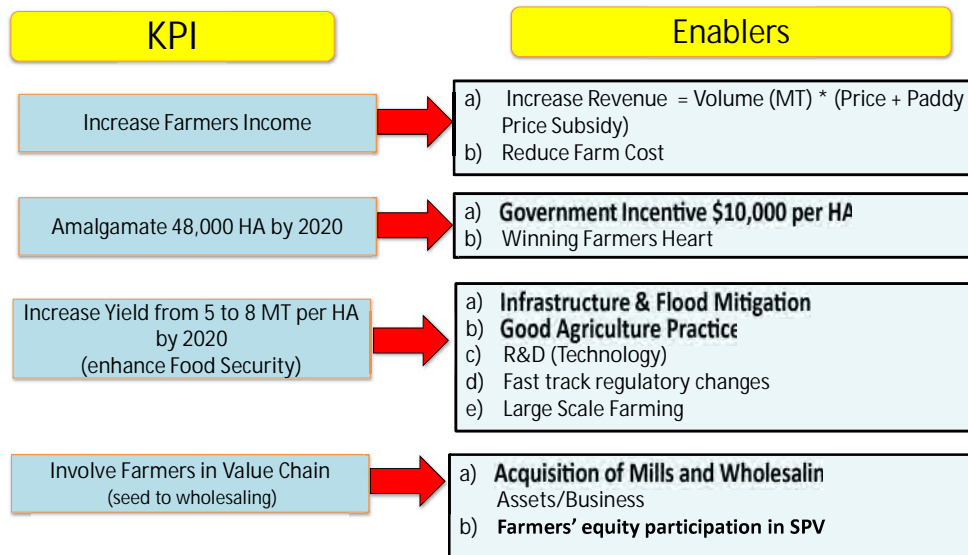 KPI
Enablers
Increase Farmers Income
a) Increase Revenue = Volume (MT) * (Price + Paddy
Price Subsidy)
b) Reduce Farm Cost
Amalgamate 48,000 HA by 2020
a) Government Incentive $10,000 per HA
b) Winning Farmers Heart
Increase Yield from 5 to 8 MT per HA
by 2020
(enhance Food Security)
a) Infrastructure & Flood Mitigation
b) Good Agriculture Practice
c) R&D (Technology)
d) Fast track regulatory changes
e) Large Scale Farming
Involve Farmers in Value Chain
(seed to wholesaling)
a) Acquisition of Mills and Wholesalin
Assets/Business
b) Farmers' equity participation in SPV